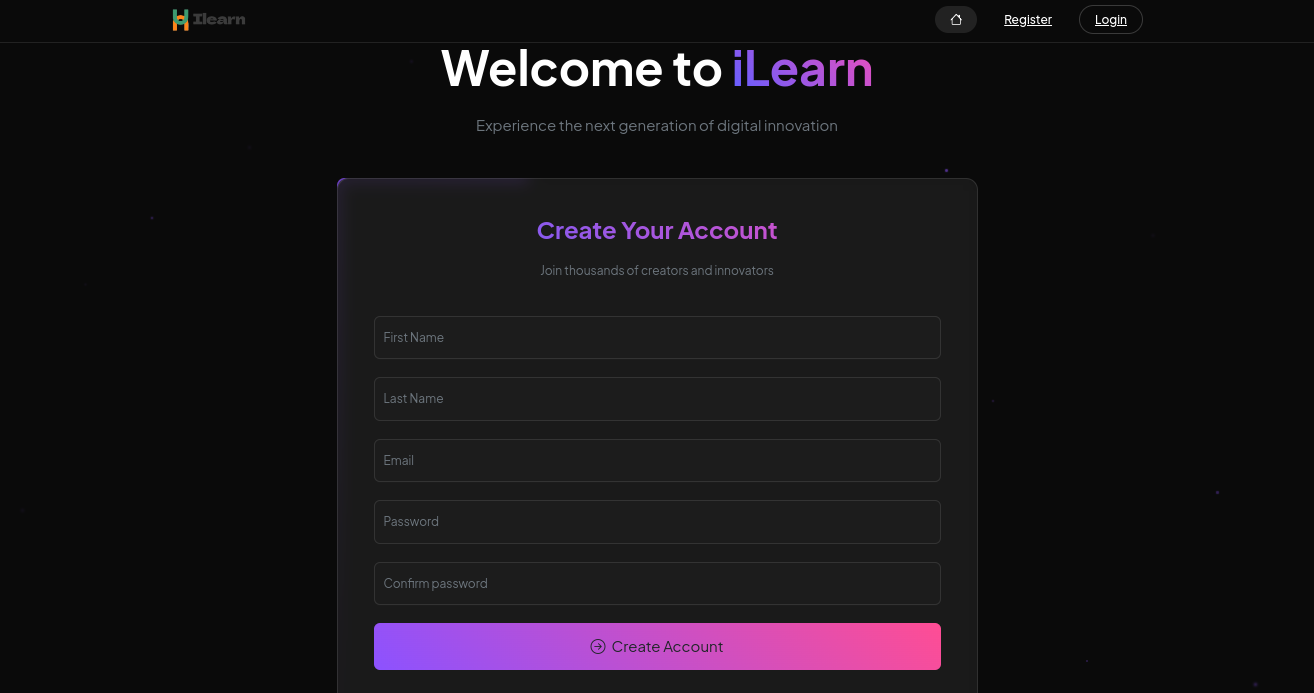 Ilearn
Register
Login
Welcome to iLearn
Experience the next generation of digital innovation
Create Your Account
Join thousands of creators and innovators
First Name
Last Name
Email
Password
Confirm password
Create Account